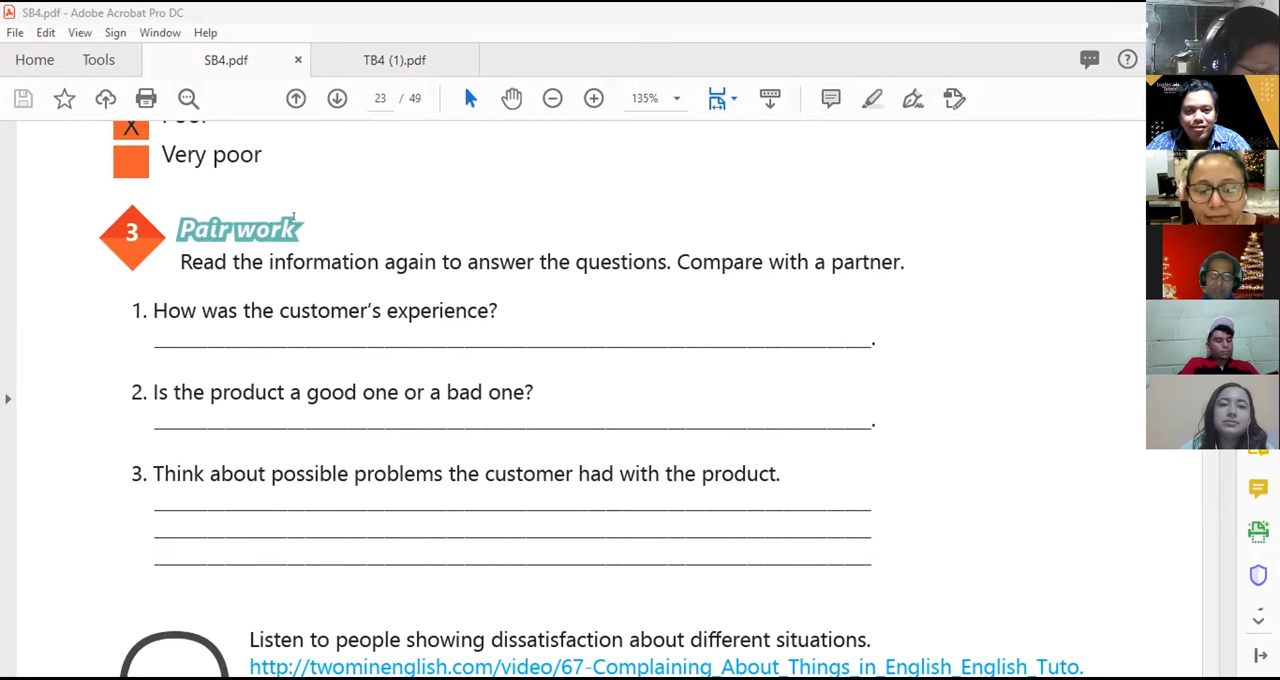 SB4.pdf - Adobe Acrobat Pro DC
File Edit View Sign Window Help
Home Tools SB4.pdf × TB4 (1).pdf
23 / 49 135%
X
Very poor
3 Pair work
Read the information again to answer the questions. Compare with a partner.
1. How was the customer's experience?
2. Is the product a good one or a bad one?
3. Think about possible problems the customer had with the product.
Listen to people showing dissatisfaction about different situations.
http://twominenglish.com/video/67-Complaining_About_Things_in_English_English_Tuto.